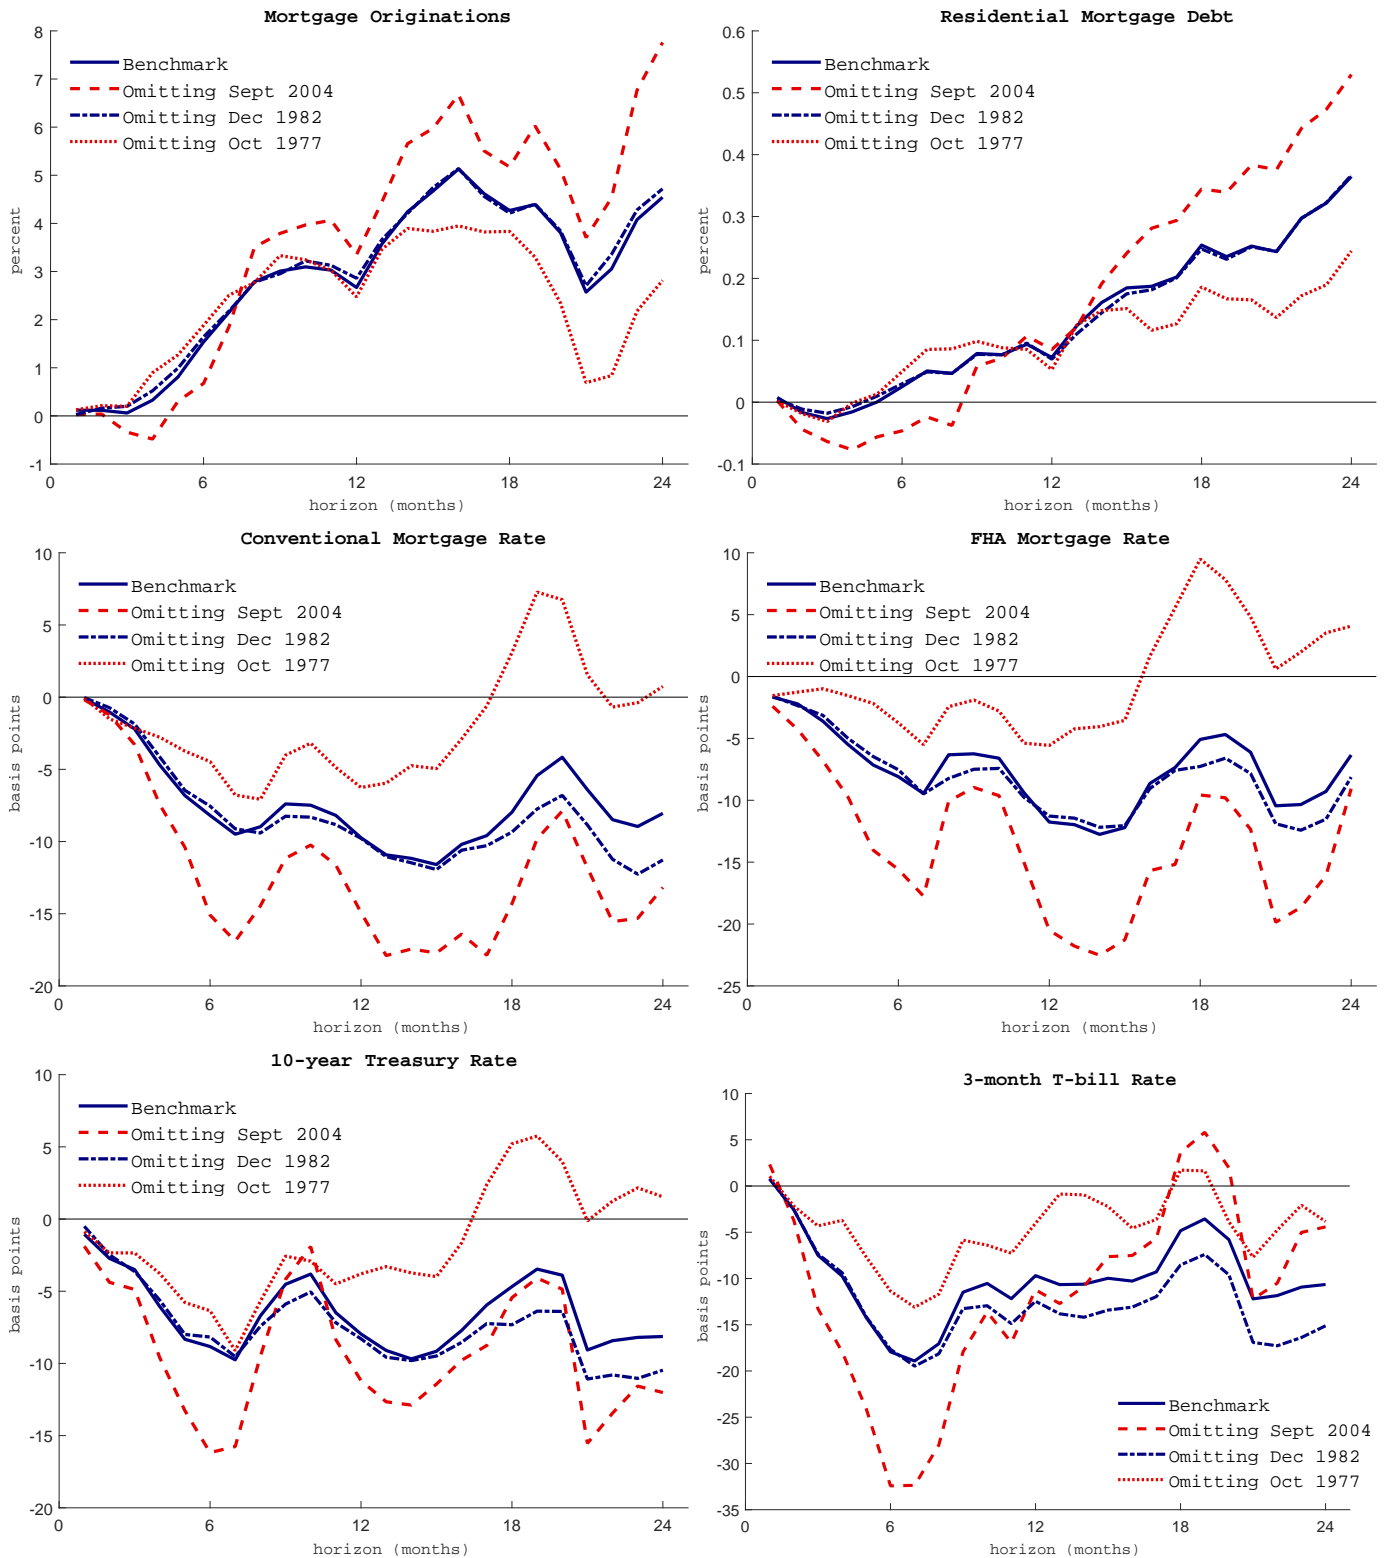 Mortgage Originations
8
7
6
5
4
3
2
1
0
-1
percent
Benchmark
Omitting Sept 2004
Omitting Dec 1982
Omitting Oct 1977
0 6 12 18 24
horizon (months)
Residential Mortgage Debt
0.6
0.5
0.4
0.3
0.2
0.1
0
-0.1
percent
Benchmark
Omitting Sept 2004
Omitting Dec 1982
Omitting Oct 1977
0 6 12 18 24
horizon (months)
Conventional Mortgage Rate
10
5
0
-5
-10
-15
-20
basis points
Benchmark
Omitting Sept 2004
Omitting Dec 1982
Omitting Oct 1977
0 6 12 18 24
horizon (months)
FHA Mortgage Rate
10
5
0
-5
-10
-15
-20
-25
basis points
Benchmark
Omitting Sept 2004
Omitting Dec 1982
Omitting Oct 1977
0 6 12 18 24
horizon (months)
10-year Treasury Rate
10
5
0
-5
-10
-15
-20
basis points
Benchmark
Omitting Sept 2004
Omitting Dec 1982
Omitting Oct 1977
0 6 12 18 24
horizon (months)
3-month T-bill Rate
10
5
0
-5
-10
-15
-20
-25
-30
-35
basis points
Benchmark
Omitting Sept 2004
Omitting Dec 1982
Omitting Oct 1977
0 6 12 18 24
horizon (months)